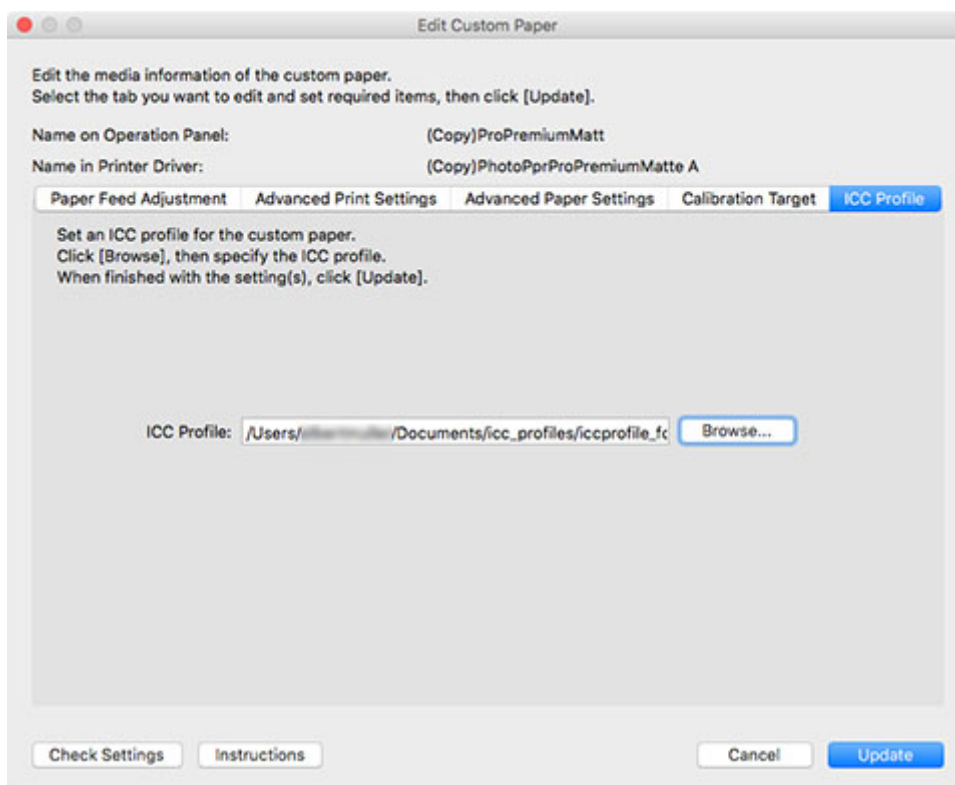 Edit Custom Paper
Edit the media information of the custom paper.
Select the tab you want to edit and set required items, then click [Update].
Name on Operation Panel: (Copy)ProPremiumMatt
Name in Printer Driver: (Copy)PhotoPprProPremiumMatte A
Paper Feed Adjustment Advanced Print Settings Advanced Paper Settings Calibration Target ICC Profile
Set an ICC profile for the custom paper.
Click [Browse], then specify the ICC profile.
When finished with the setting(s), click [Update].
ICC Profile: /Users/ /Documents/icc_profiles/iccprofile_fc Browse...
Check Settings Instructions Cancel Update